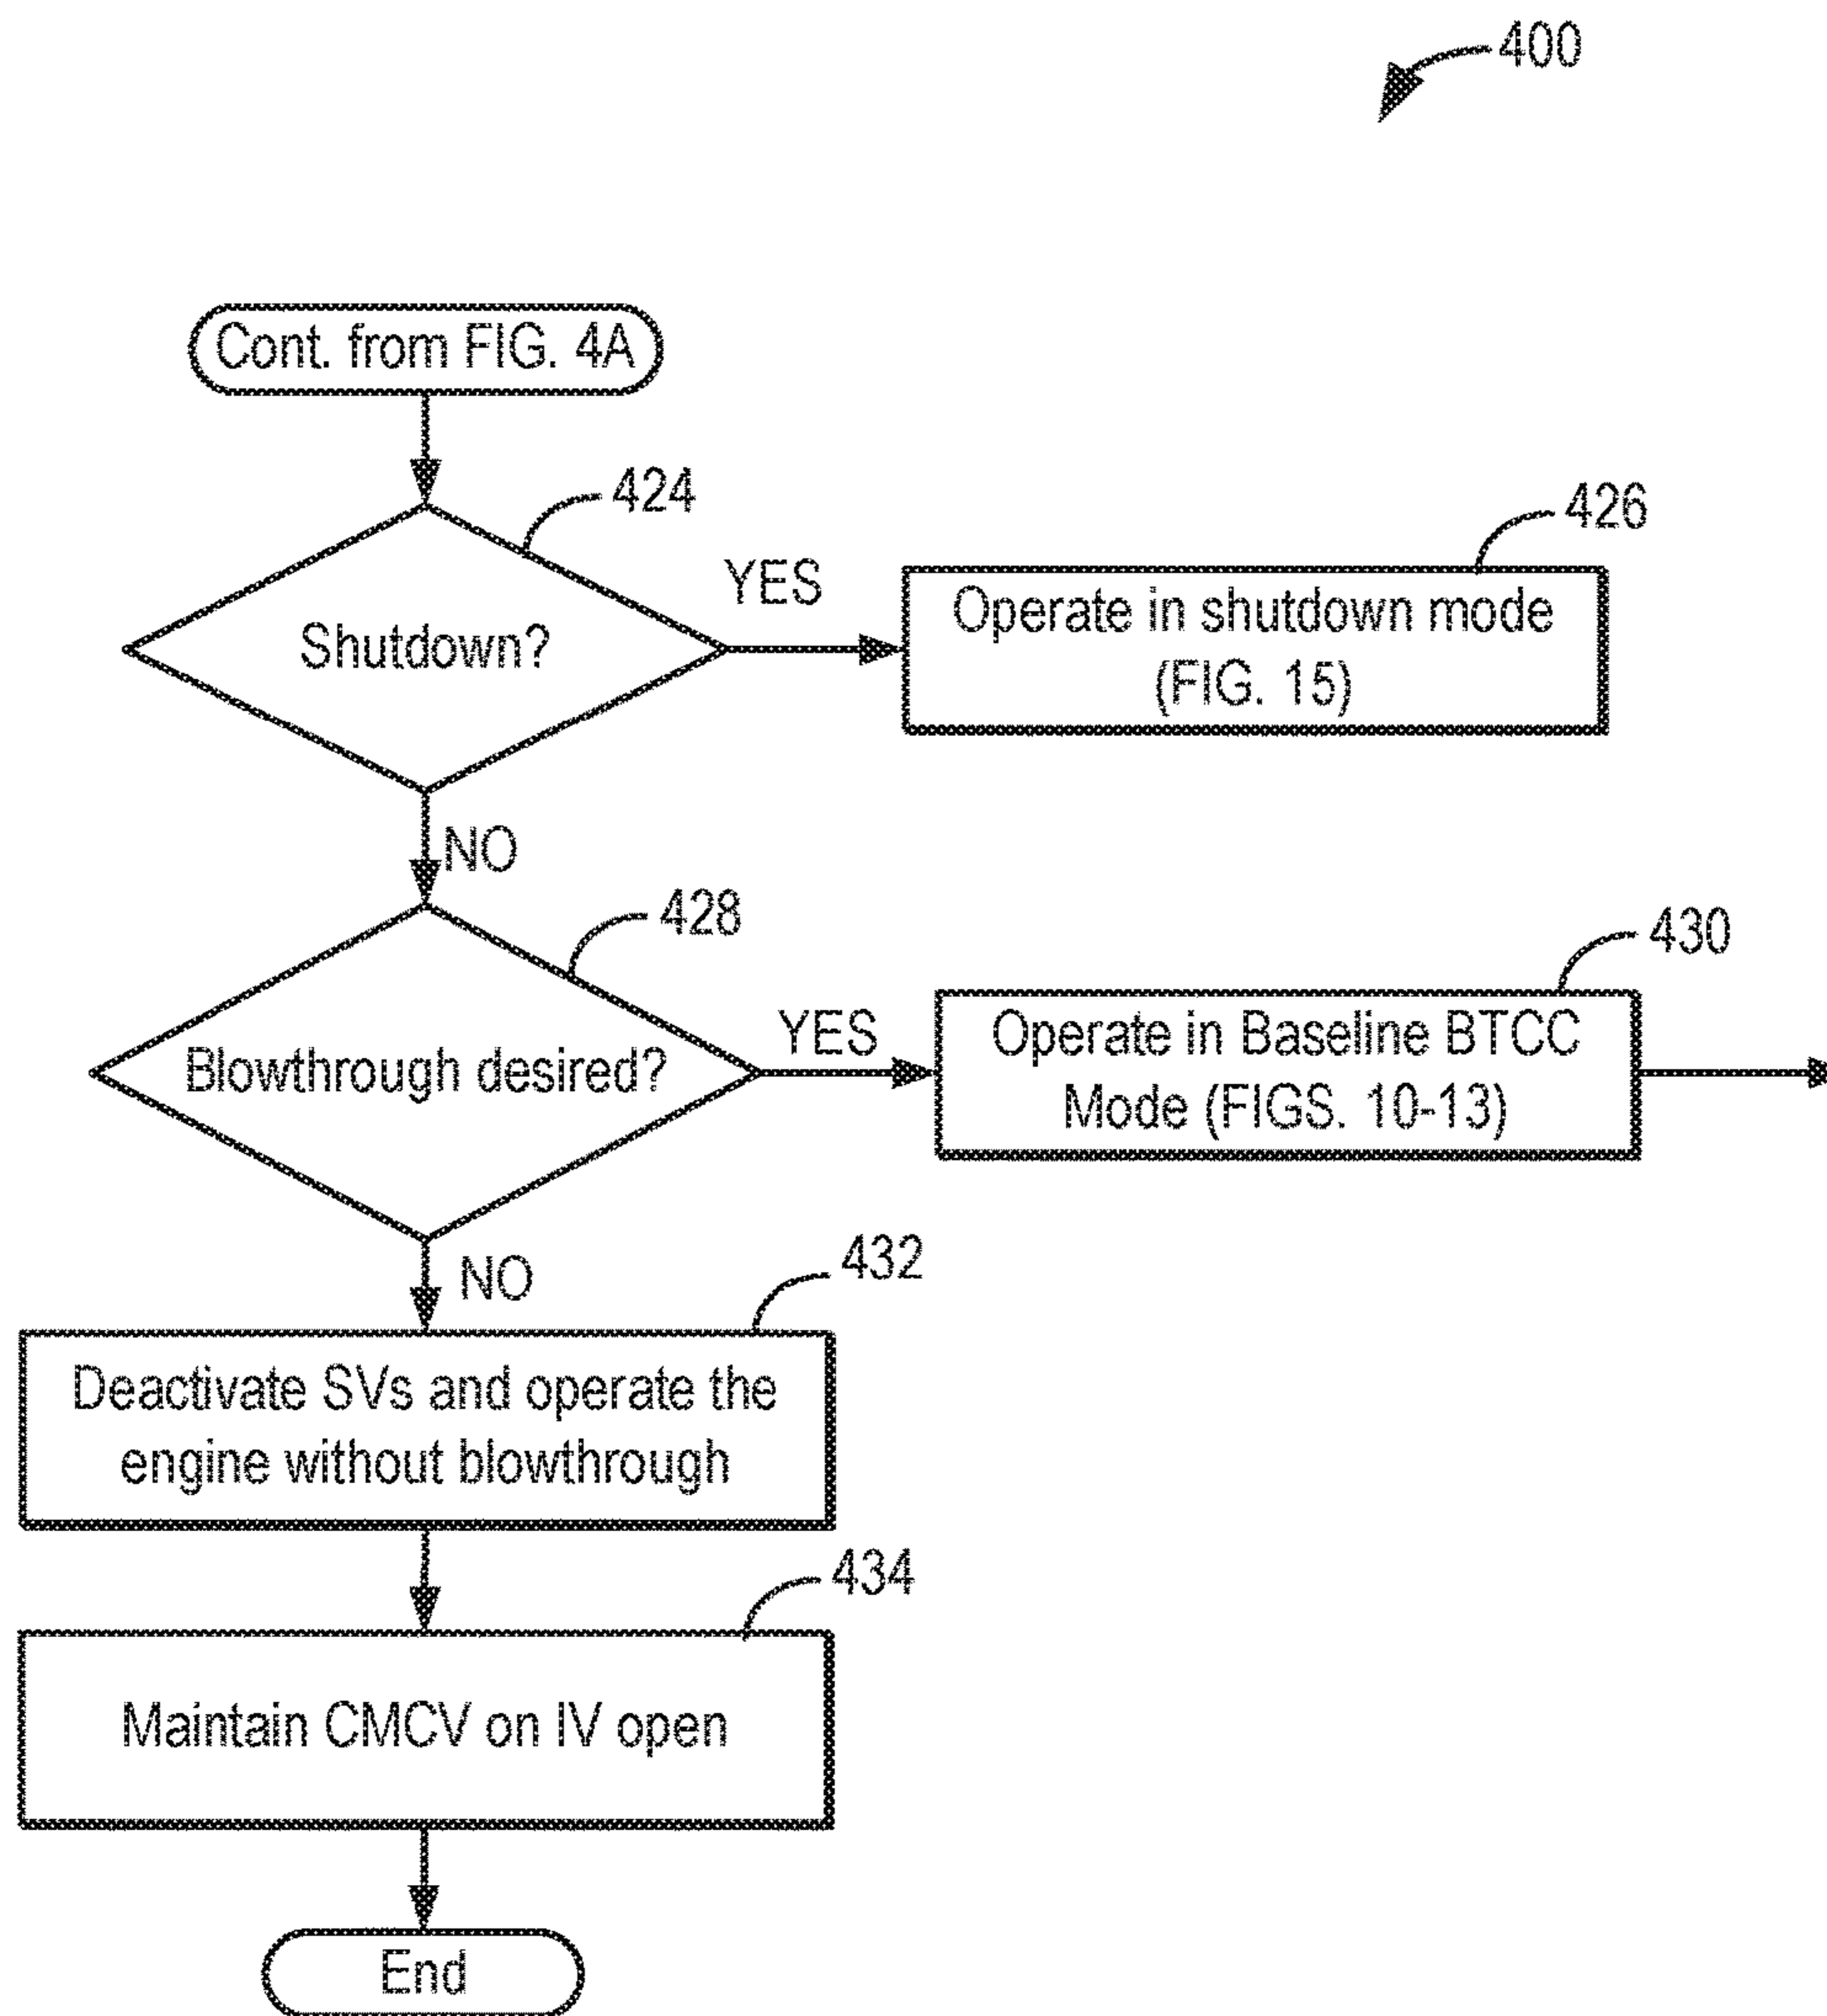 400
Cont. from FIG. 4A
424
Shutdown?
YES
426
Operate in shutdown mode
(FIG. 15)
NO
428
Blowthrough desired?
YES
430
Operate in Baseline BTCC
Mode (FIGS. 10-13)
NO
432
Deactivate SVs and operate the
engine without blowthrough
434
Maintain CMCV on IV open
End